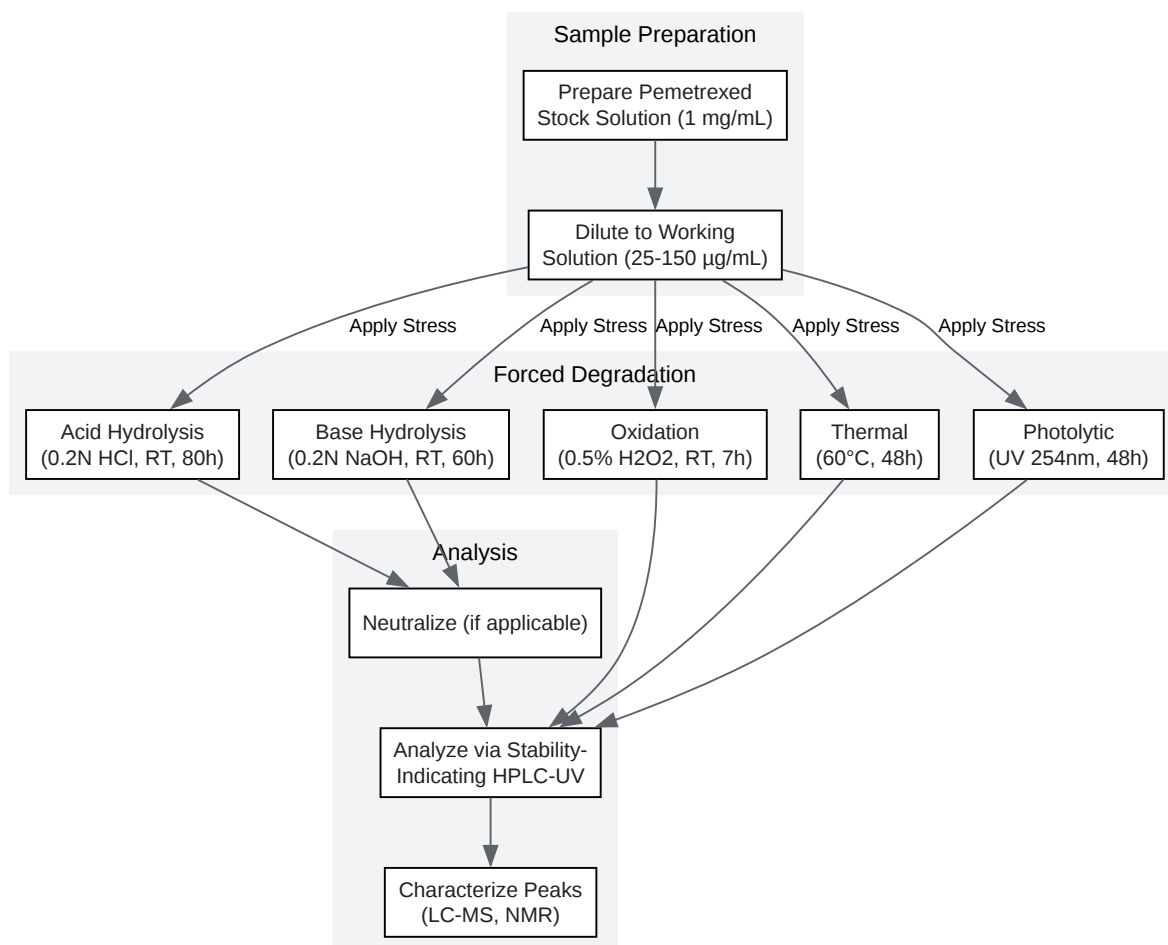 Sample Preparation
Prepare Pemetrexed
Stock Solution (1 mg/mL)
Dilute to Working
Solution (25-150 µg/mL)
Apply Stress
Apply Stress
Apply Stress
Apply Stress
Apply Stress
Forced Degradation
Acid Hydrolysis
(0.2N HCl, RT, 80h)
Base Hydrolysis
(0.2N NaOH, RT, 60h)
Oxidation
(0.5% H2O2, RT, 7h)
Thermal
(60°C, 48h)
Photolytic
(UV 254nm, 48h)
Analysis
Neutralize (if applicable)
Analyze via Stability-
Indicating HPLC-UV
Characterize Peaks
(LC-MS, NMR)